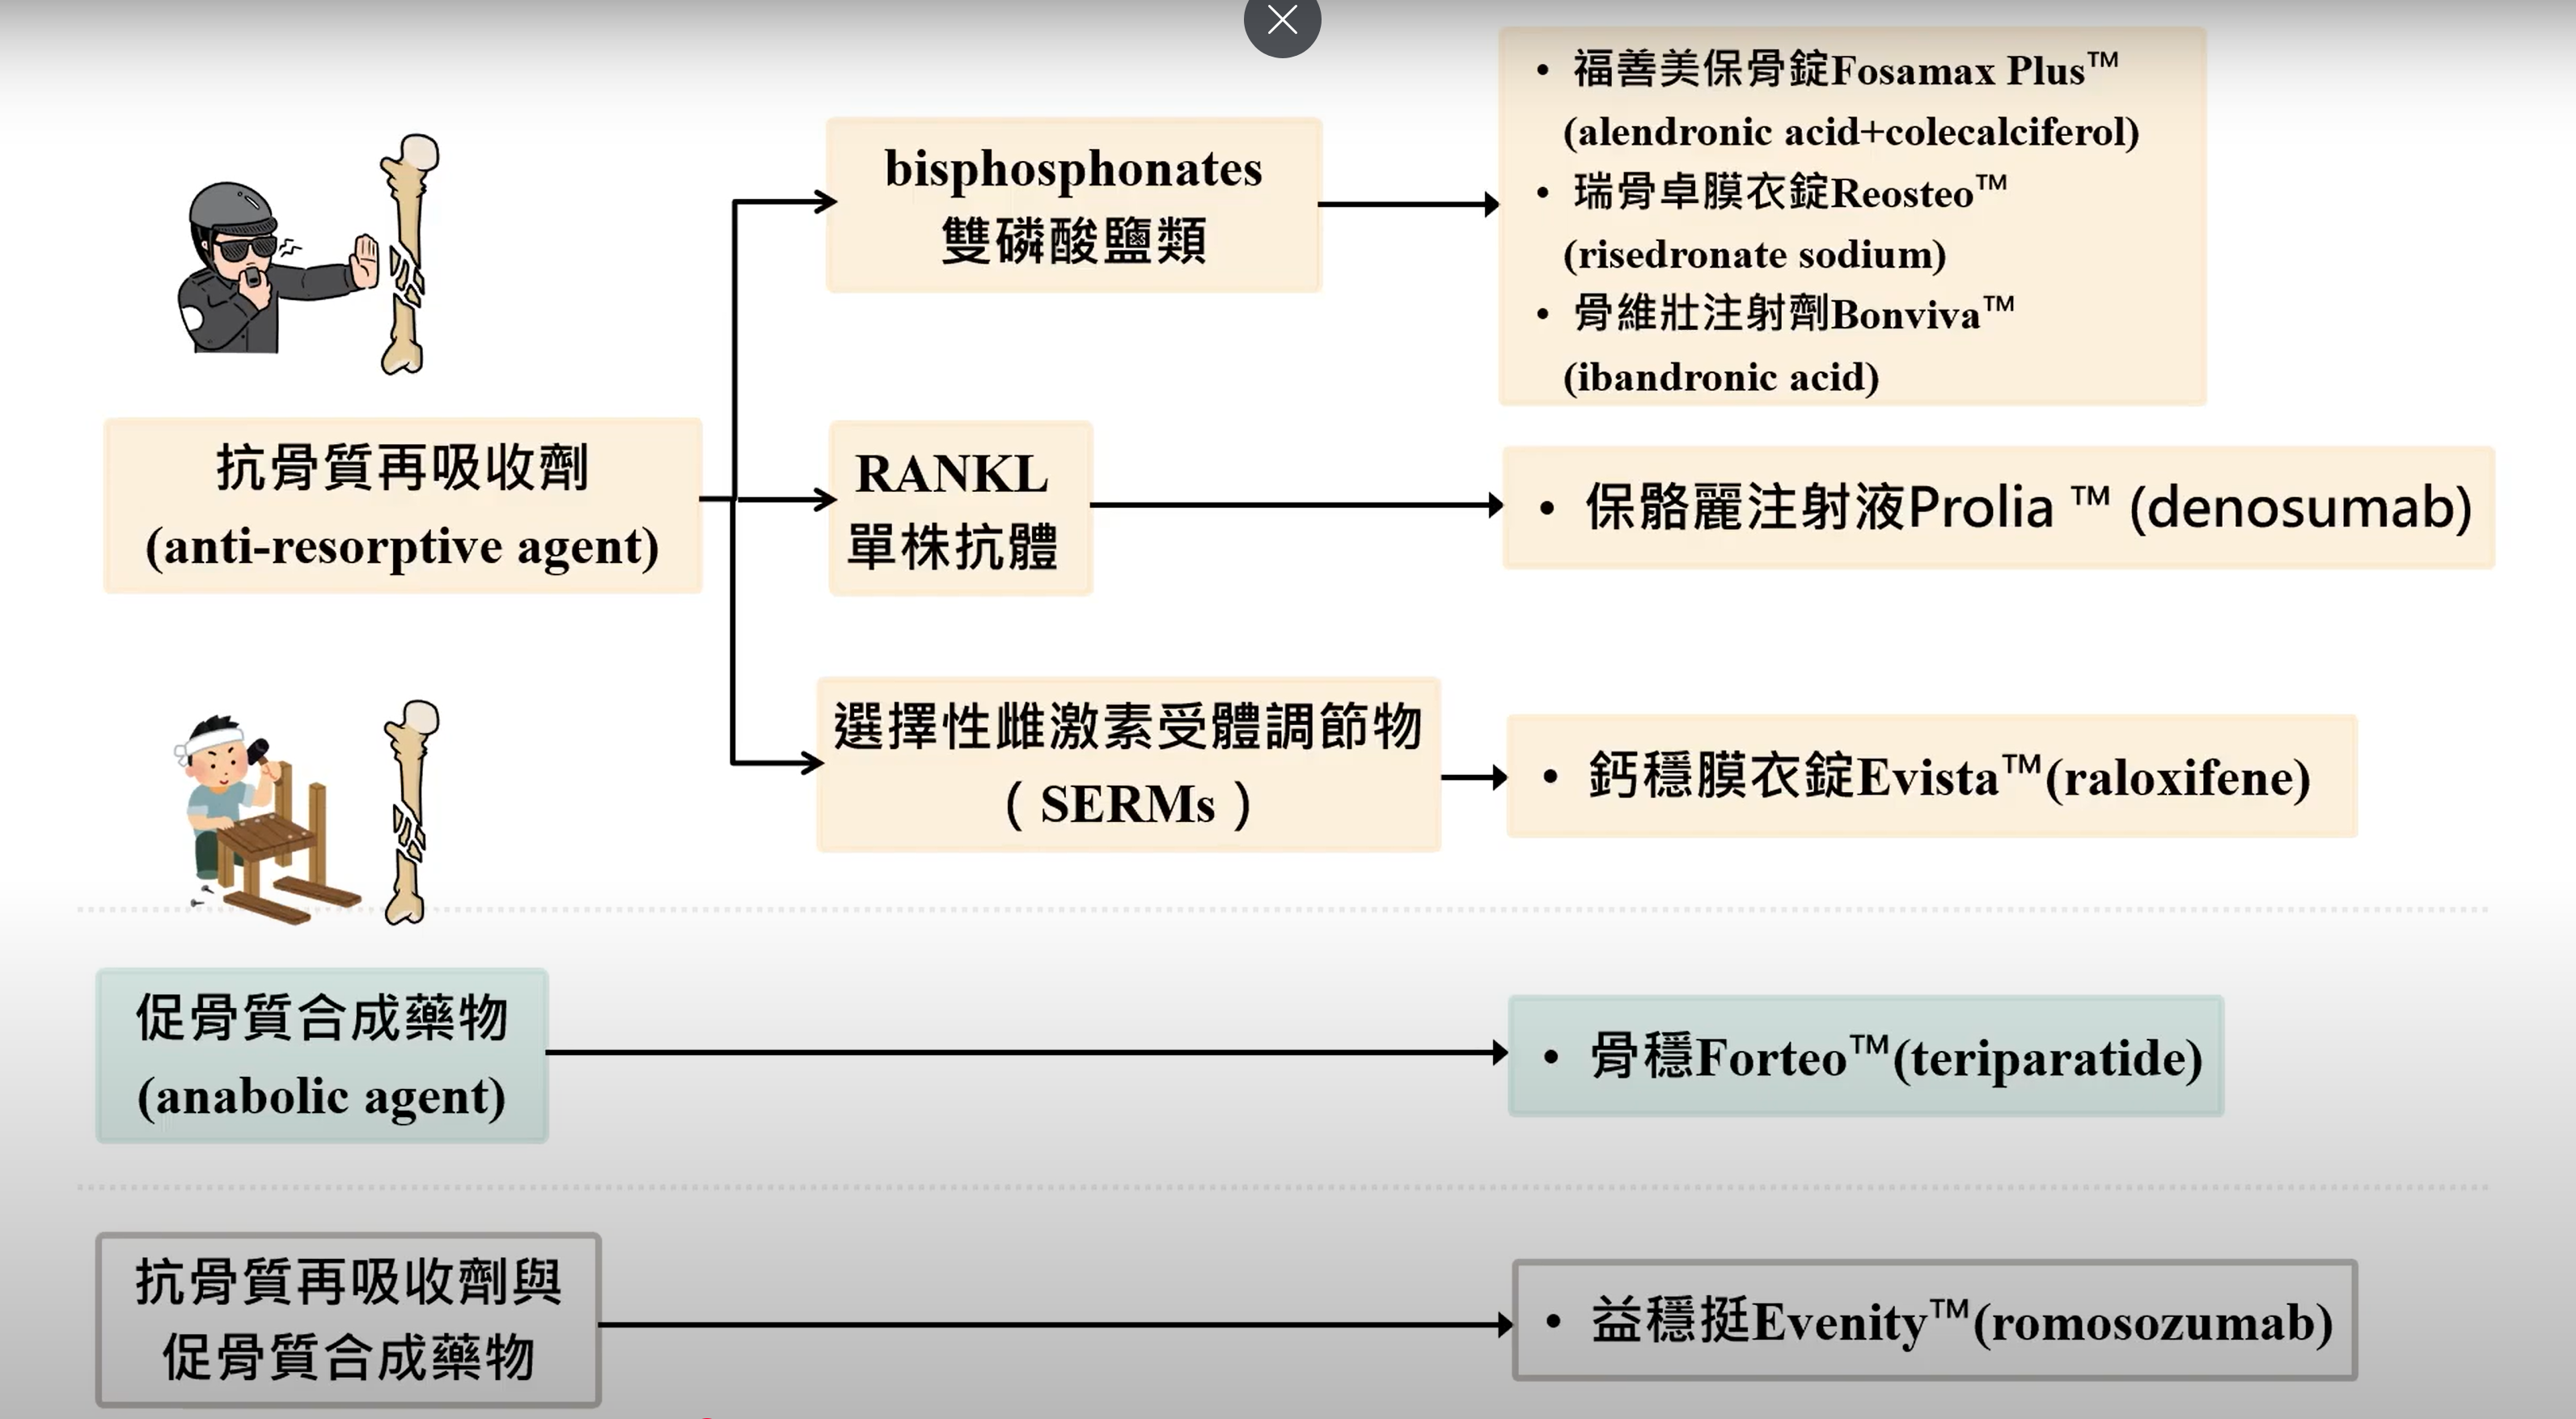 • 福善美保骨錠Fosamax Plus™
(alendronic acid+colecalciferol)
• 瑞骨卓膜衣錠Reosteo™
(risedronate sodium)
• 骨維壯注射劑Bonviva™
(ibandronic acid)
bisphosphonates
雙磷酸鹽類
抗骨質再吸收劑
(anti-resorptive agent)
RANKL
單株抗體
• 保骼麗注射液Prolia ™ (denosumab)
選擇性雌激素受體調節物
（ SERMs ）
• 鈣穩膜衣錠Evista™(raloxifene)
促骨質合成藥物
(anabolic agent)
• 骨穩Forteo™(teriparatide)
抗骨質再吸收劑與
促骨質合成藥物
• 益穩挺Evenity™(romosozumab)